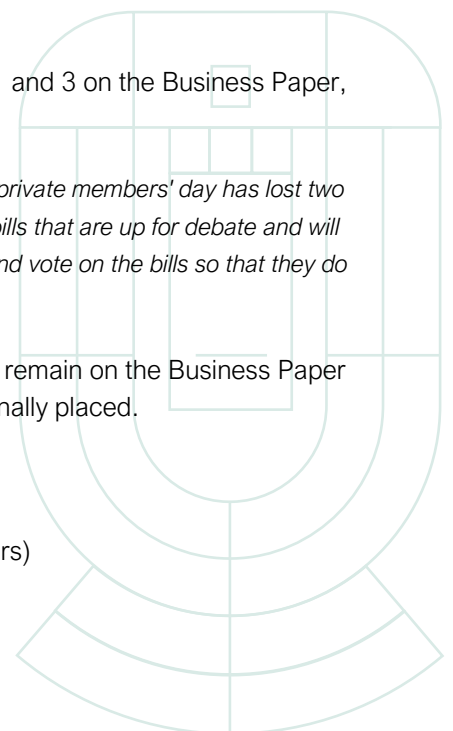 and 3 on the Business Paper,
private members' day has lost two
bills that are up for debate and will
nd vote on the bills so that they do
remain on the Business Paper
nally placed.
rs)